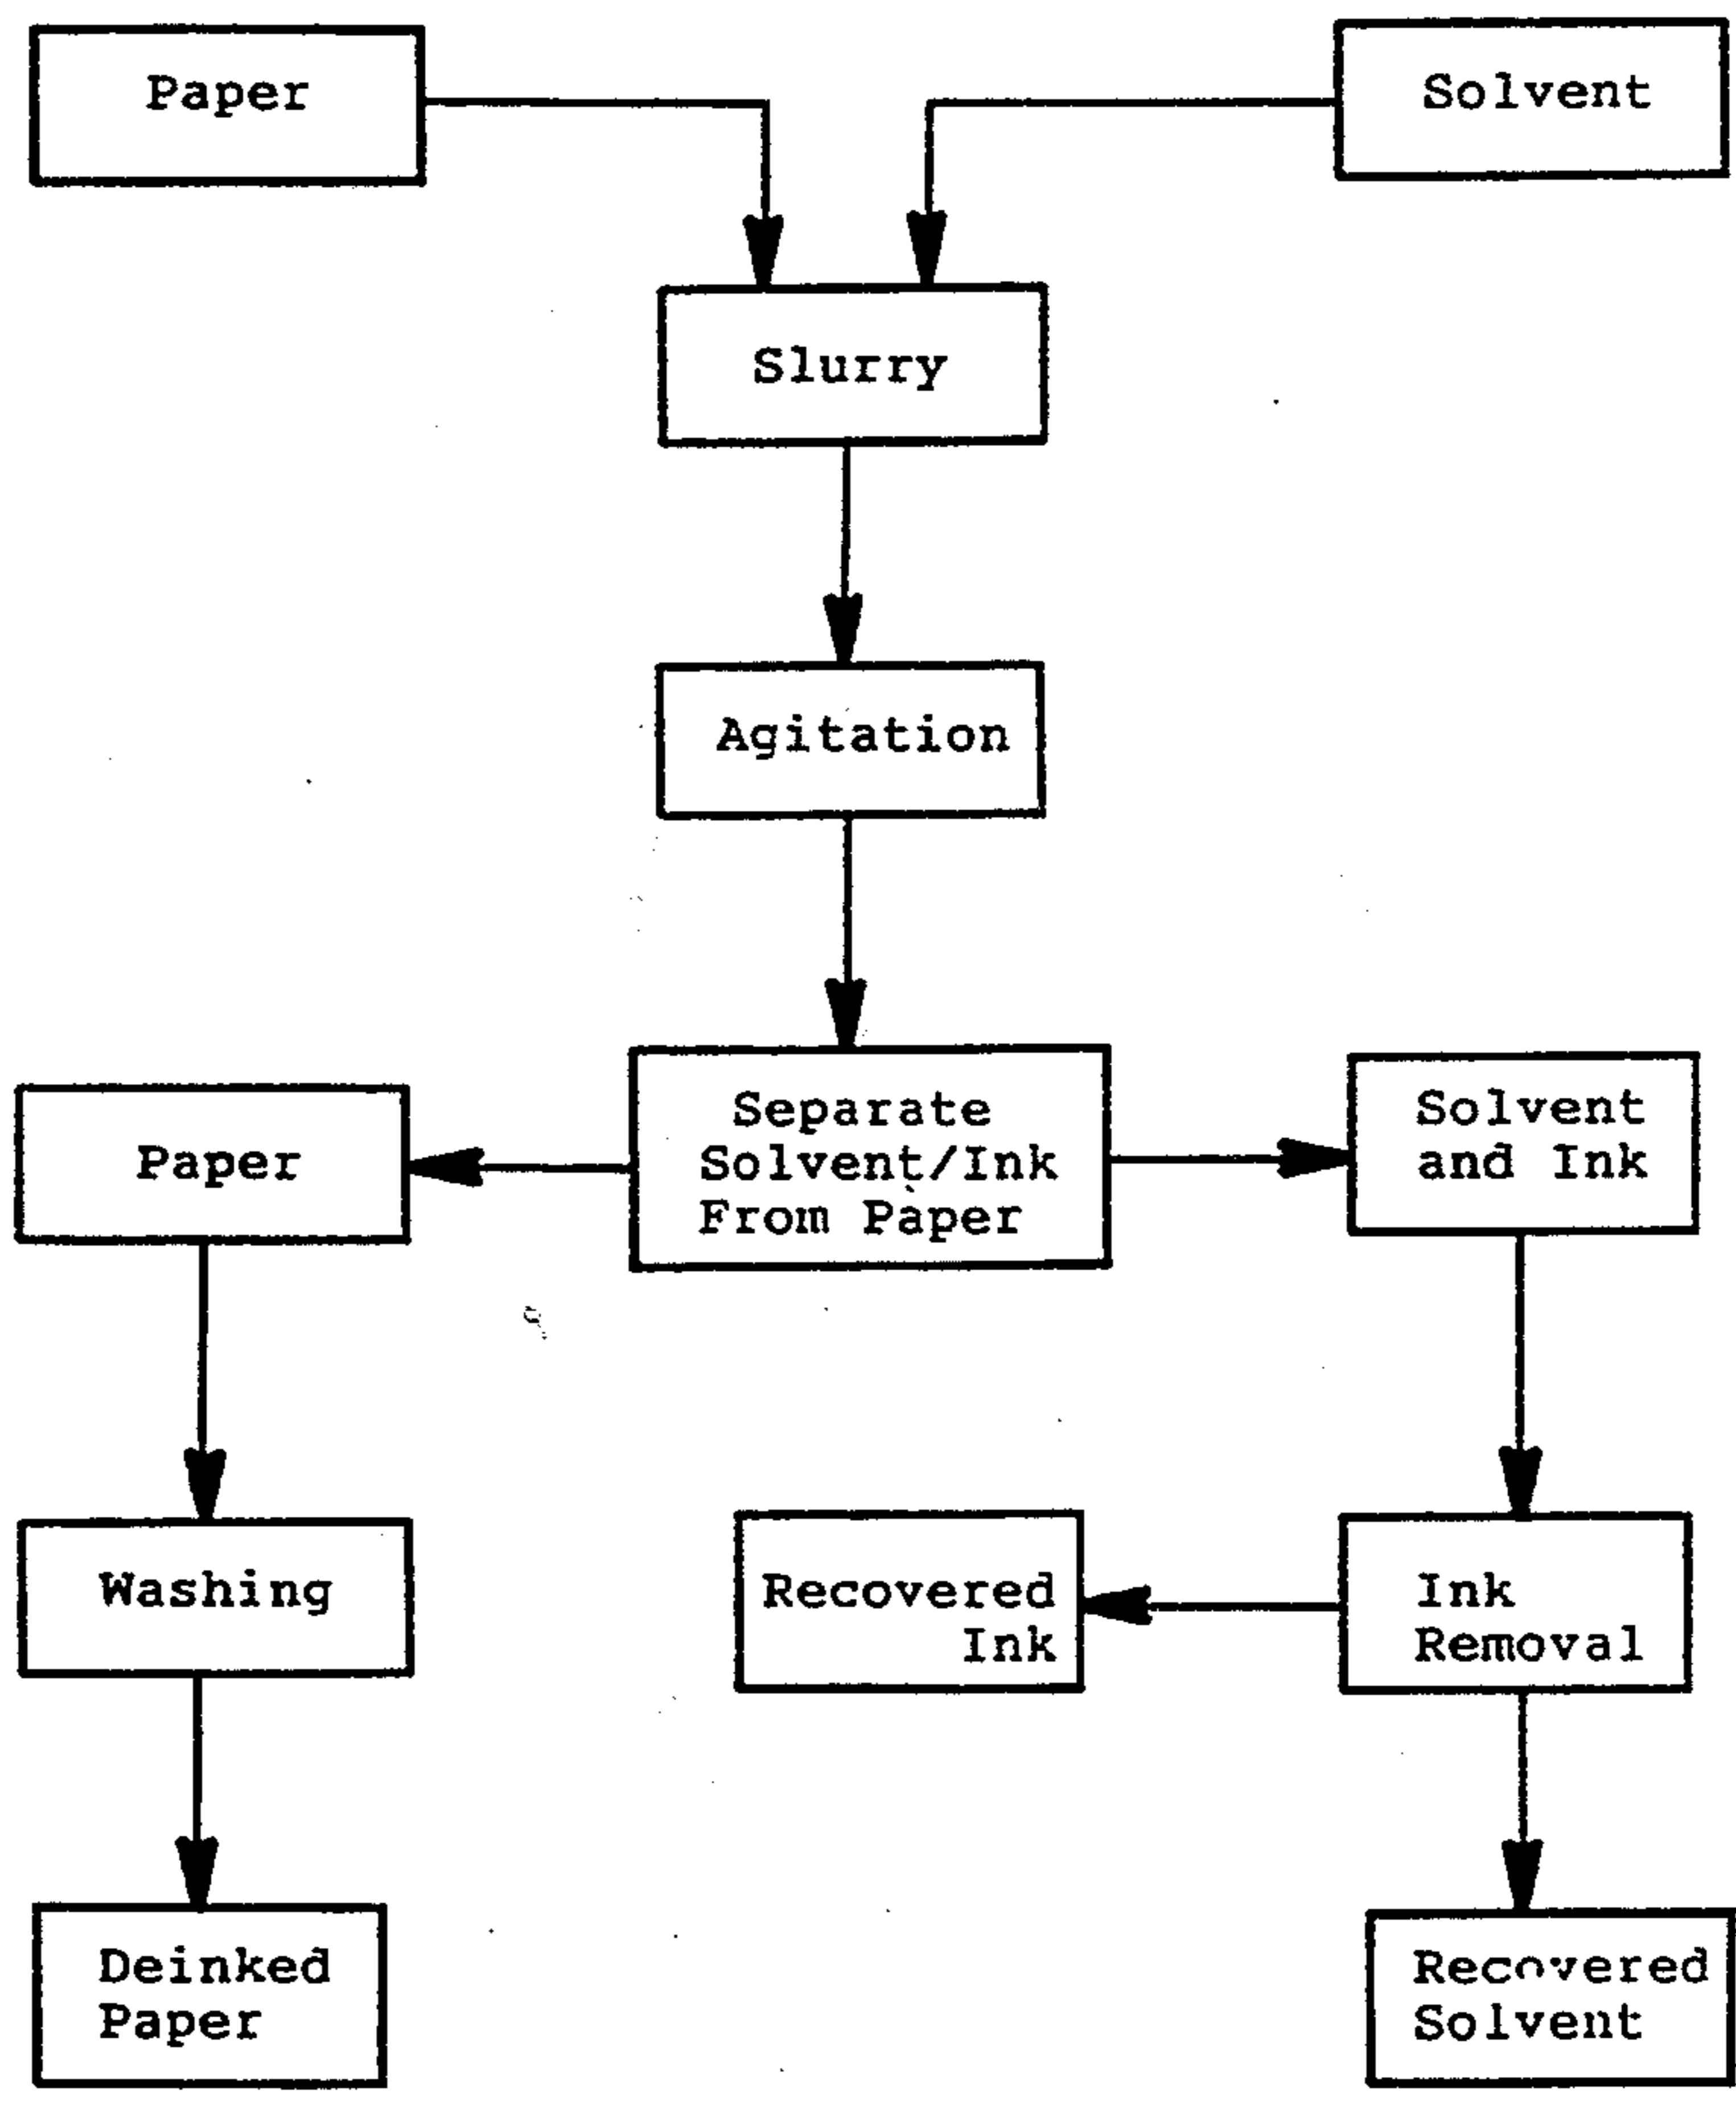 Paper
Solvent
Slurry
Agitation
Paper
Separate
Solvent/Ink
From Paper
Solvent
and Ink
Washing
Recovered
Ink
Ink
Removal
Deinked
Paper
Recovered
Solvent